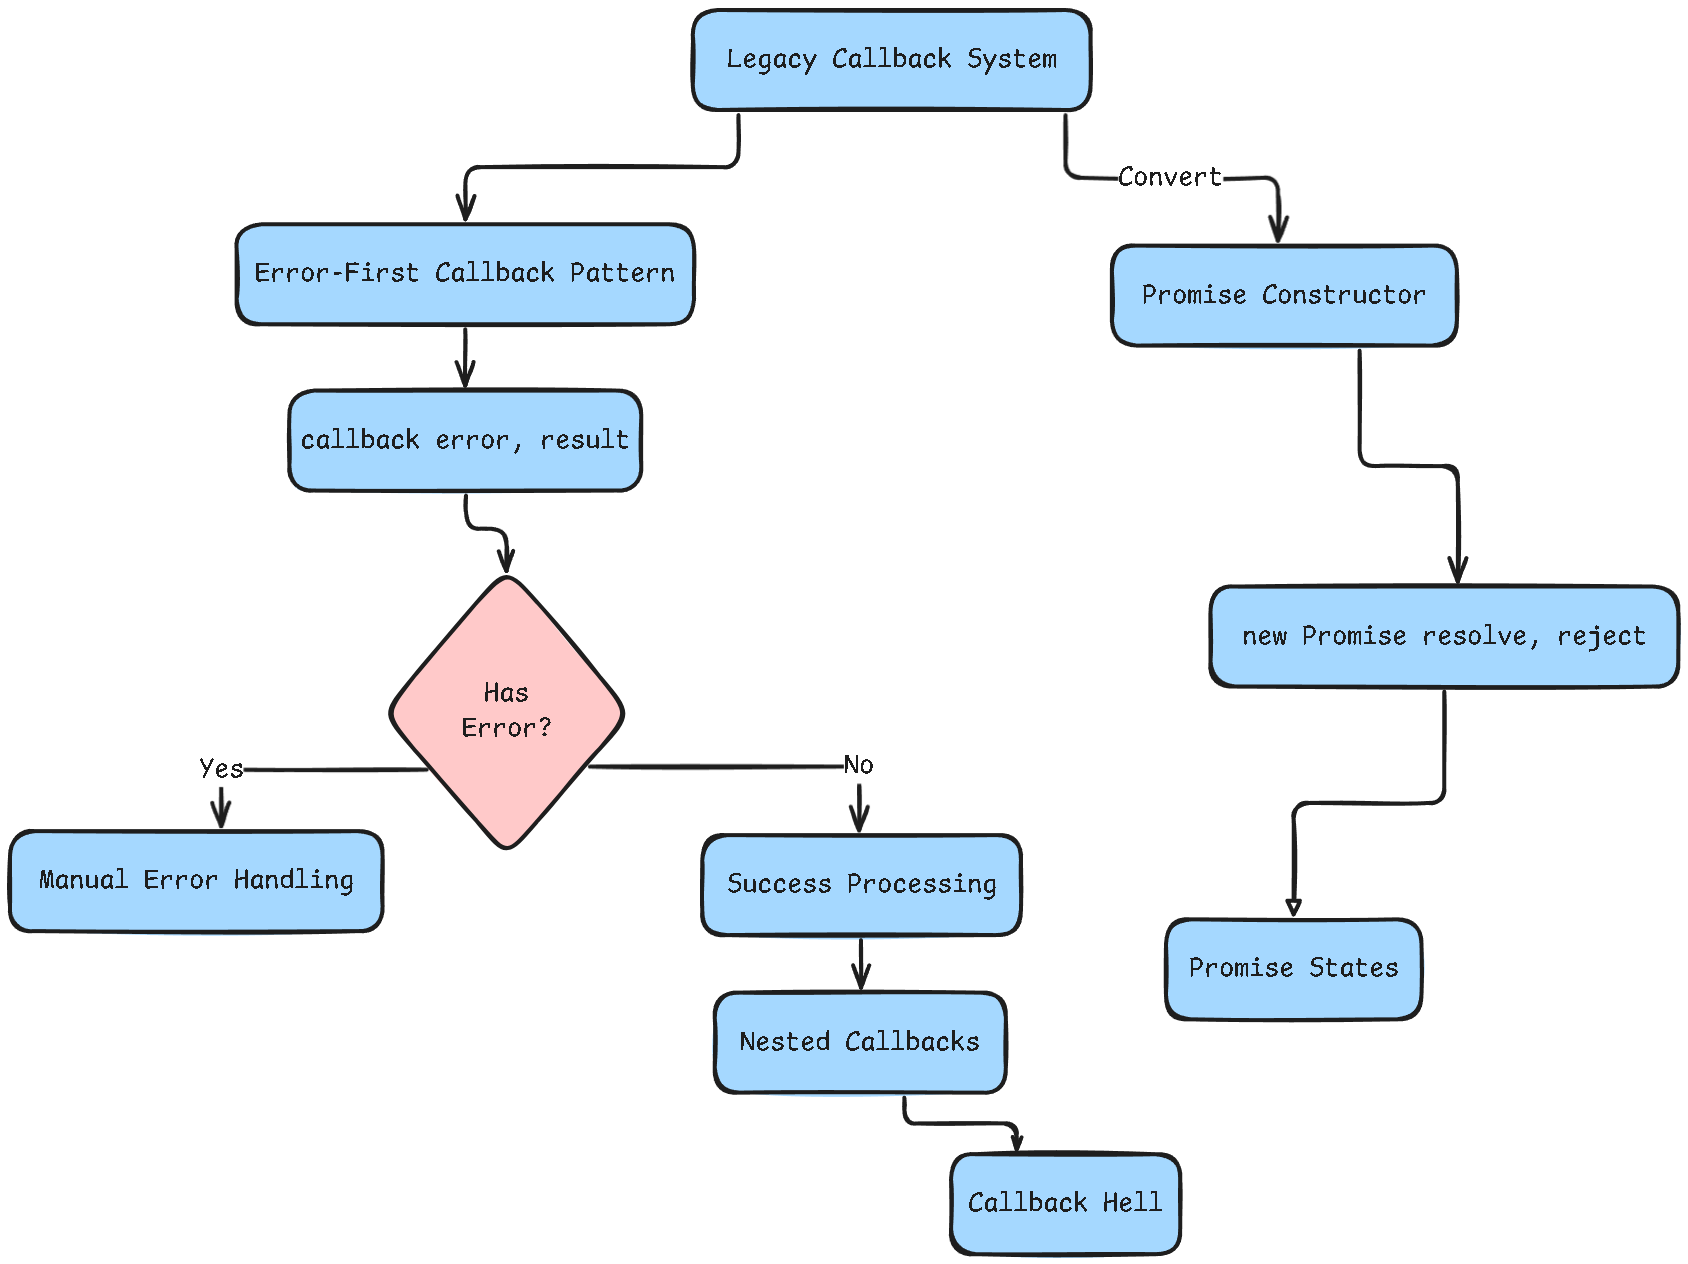 Legacy Callback System
Convert
Error-First Callback Pattern
Promise Constructor
callback error, result
new Promise resolve, reject
Has
Error?
Yes
No
Manual Error Handling
Success Processing
Promise States
Nested Callbacks
Callback Hell